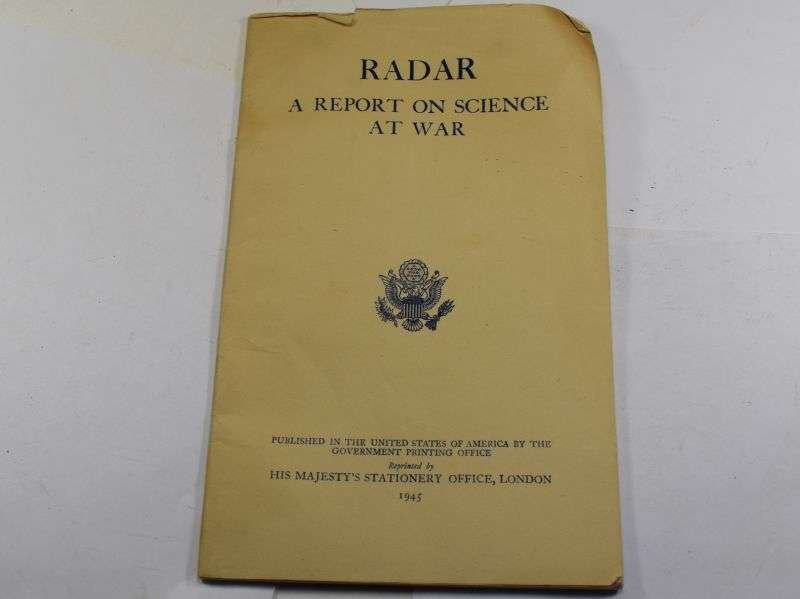 RADAR
A REPORT ON SCIENCE
AT WAR
PUBLISHED IN THE UNITED STATES OF AMERICA BY THE
GOVERNMENT PRINTING OFFICE
Reprinted by
HIS MAJESTY'S STATIONERY OFFICE, LONDON
1945